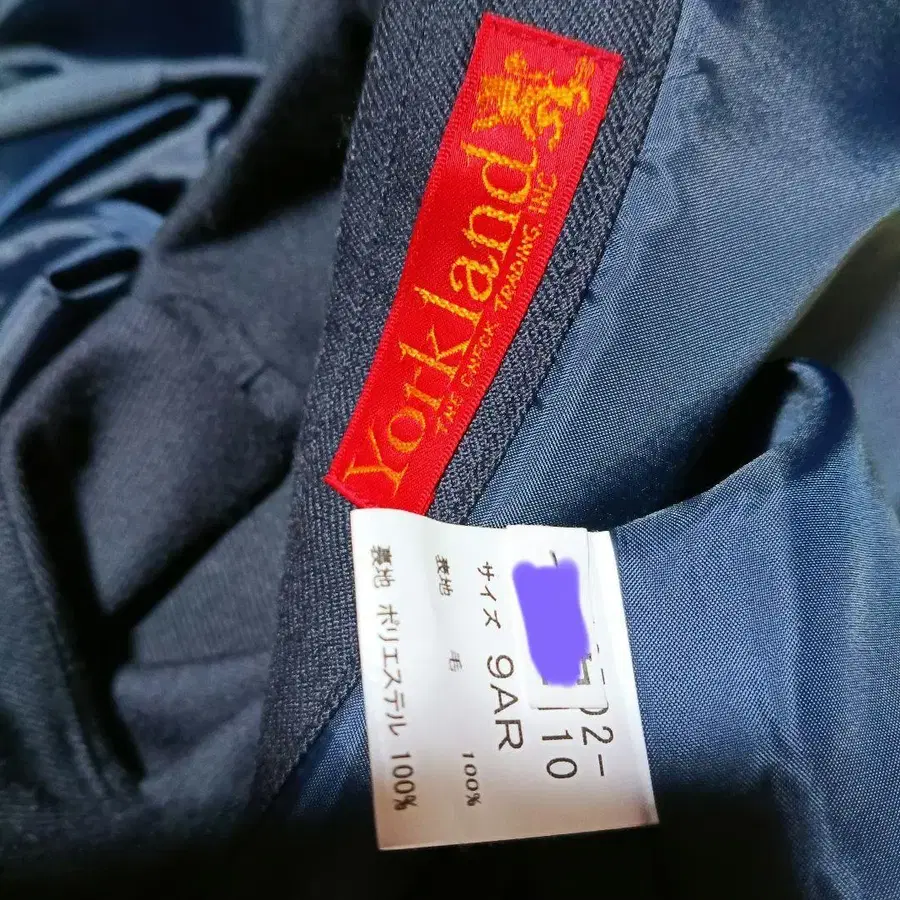 Yorkland
THE CHECK TRADING. INC
02-
10
サイズ 9AR
表地 毛 100%
裏地 ポリエステル 100%